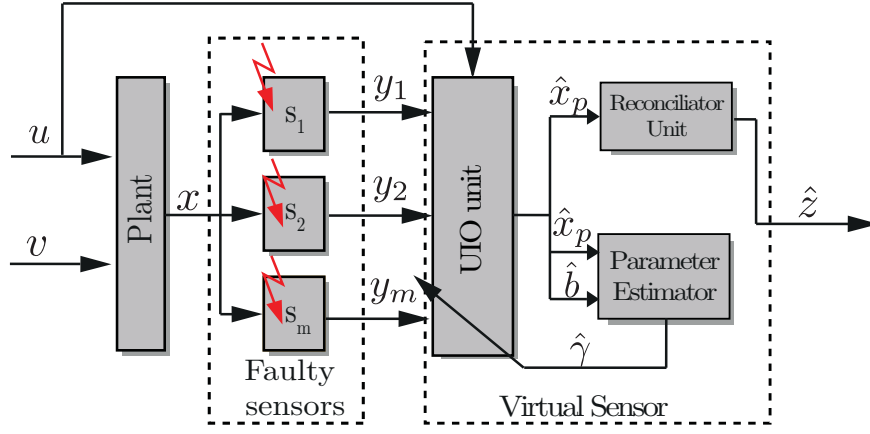 u
v
Plant
x
s₁
s₂
sₘ
Faulty
sensors
y₁
y₂
yₘ
UIO unit
x̂ₚ
x̂ₚ
b̂
Reconciliator
Unit
Parameter
Estimator
γ̂
Virtual Sensor
ẑ